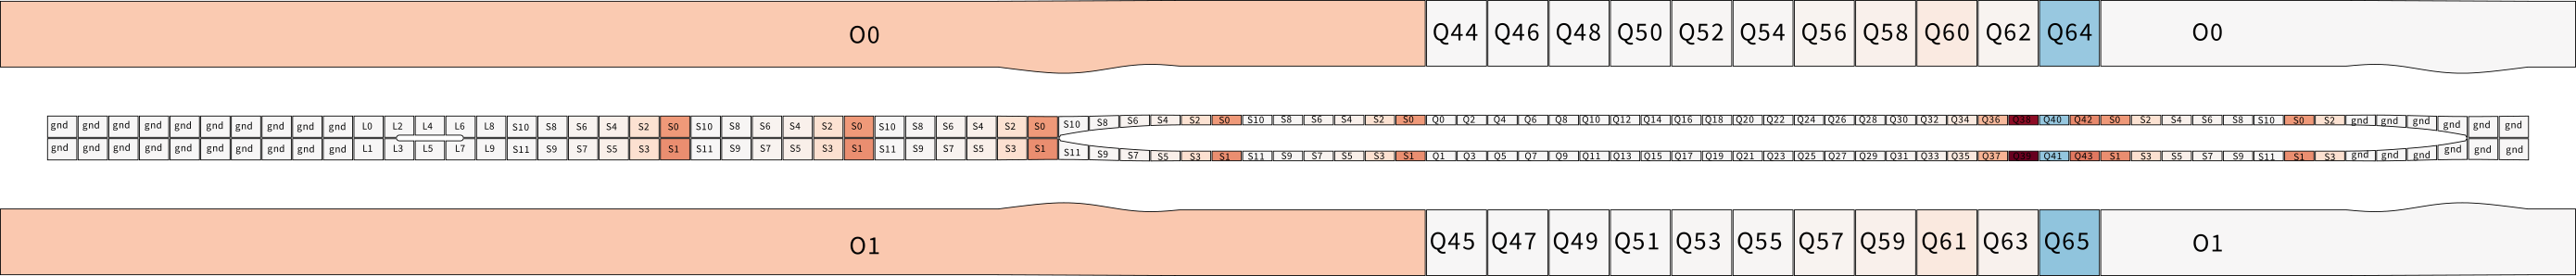 O0 Q44 Q46 Q48 Q50 Q52 Q54 Q56 Q58 Q60 Q62 Q64 O0
gnd gnd gnd gnd gnd gnd gnd gnd gnd gnd L0 L2 L4 L6 L8 S10 S8 S6 S4 S2 S0 S10 S8 S6 S4 S2 S0 S10 S8 S6 S4 S2 S0 S10 S8 S6 S4 S2 S0 S10 S8 S6 S4 S2 S0 Q0 Q2 Q4 Q6 Q8 Q10 Q12 Q14 Q16 Q18 Q20 Q22 Q24 Q26 Q28 Q30 Q32 Q34 Q36 Q38 Q40 Q42 S0 S2 S4 S6 S8 S10 S0 S2 gnd gnd gnd gnd gnd gnd
gnd gnd gnd gnd gnd gnd gnd gnd gnd gnd L1 L3 L5 L7 L9 S11 S9 S7 S5 S3 S1 S11 S9 S7 S5 S3 S1 S11 S9 S7 S5 S3 S1 S11 S9 S7 S5 S3 S1 S11 S9 S7 S5 S3 S1 Q1 Q3 Q5 Q7 Q9 Q11 Q13 Q15 Q17 Q19 Q21 Q23 Q25 Q27 Q29 Q31 Q33 Q35 Q37 Q39 Q41 Q43 S1 S3 S5 S7 S9 S11 S1 S3 gnd gnd gnd gnd gnd gnd
O1 Q45 Q47 Q49 Q51 Q53 Q55 Q57 Q59 Q61 Q63 Q65 O1